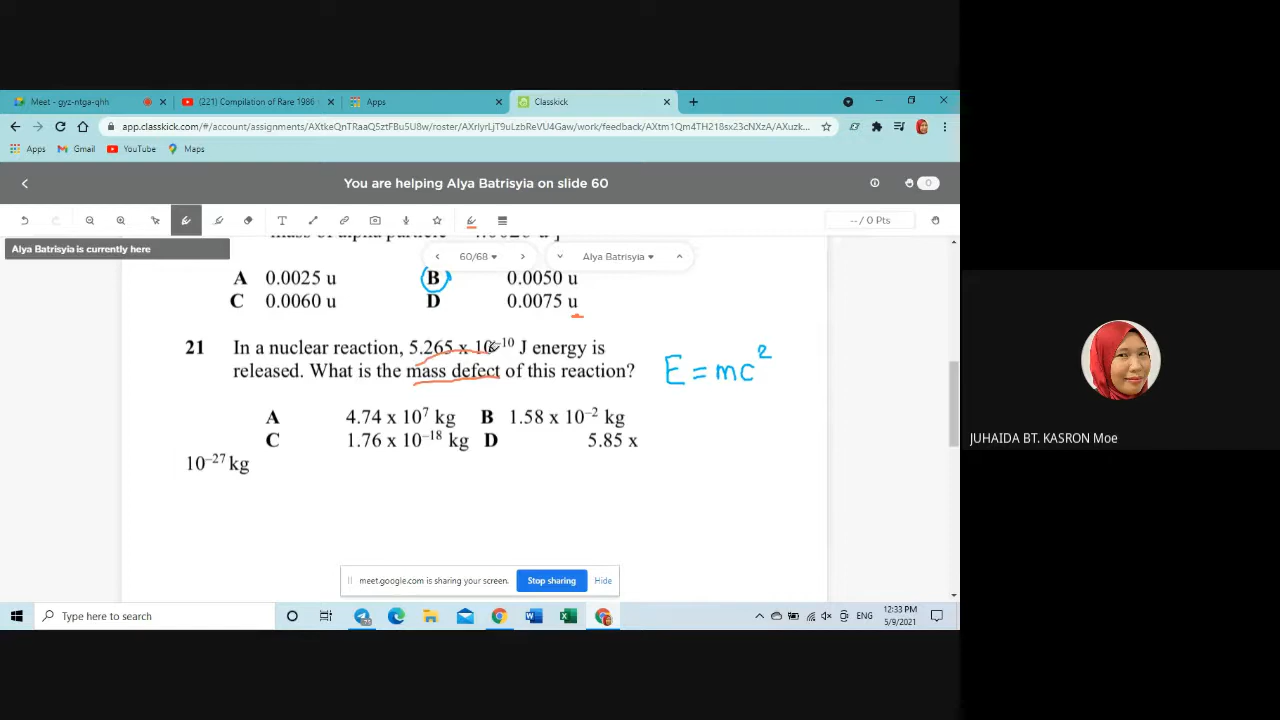 Meet - gyz-ntga-qhh
(221) Compilation of Rare 1986
Apps
Classkick
app.classkick.com/#/account/assignments/AXtkeQnTRaaQ5ztFBu5U8w/roster/AXrlyrLjT9uLzbReVU4Gaw/work/feedback/AXtm1Qm4TH218sx23cNXzA/AXuzk...
Apps Gmail YouTube Maps
You are helping Alya Batrisyia on slide 60
0
-- / 0 Pts
Alya Batrisyia is currently here
60/68
Alya Batrisyia
A 0.0025 u B 0.0050 u
C 0.0060 u D 0.0075 u
21 In a nuclear reaction, 5.265 x 10⁻¹⁰ J energy is
released. What is the mass defect of this reaction?
E = mc²
A 4.74 x 10⁷ kg B 1.58 x 10⁻² kg
C 1.76 x 10⁻¹⁸ kg D 5.85 x
10⁻²⁷ kg
meet.google.com is sharing your screen. Stop sharing Hide
Type here to search
ENG
12:33 PM
5/9/2021
JUHAIDA BT. KASRON Moe